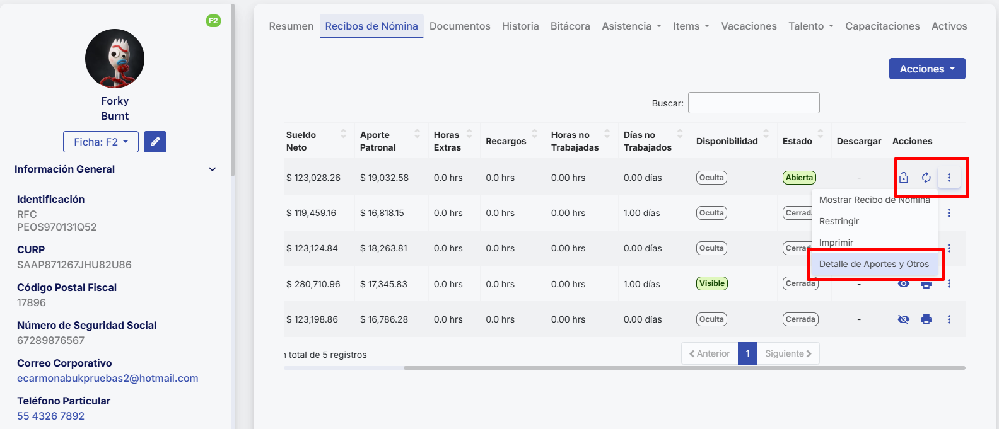 F2
Forky
Burnt
Ficha: F2
Información General
Identificación
RFC
PEOS970131Q52
CURP
SAAP871267JHU82U86
Código Postal Fiscal
17896
Número de Seguridad Social
67289876567
Correo Corporativo
ecarmonabukpruebas2@hotmail.com
Teléfono Particular
55 4326 7892
Resumen Recibos de Nómina Documentos Historia Bitácora Asistencia Items Vacaciones Talento Capacitaciones Activos
Acciones
Buscar:
Sueldo Neto Aporte Patronal Horas Extras Recargos Horas no Trabajadas Días no Trabajados Disponibilidad Estado Descargar Acciones
$ 123,028.26 $ 19,032.58 0.0 hrs 0.0 hrs 0.00 hrs 0.00 días Oculta Abierta -
$ 119,459.16 $ 16,818.15 0.0 hrs 0.0 hrs 0.00 hrs 1.00 días Oculta Cerrada
$ 123,124.84 $ 18,263.81 0.0 hrs 0.0 hrs 0.00 hrs 0.00 días Oculta Cerrada
$ 280,710.96 $ 17,345.83 0.0 hrs 0.0 hrs 0.00 hrs 1.00 días Visible Cerrada -
$ 123,198.86 $ 16,786.28 0.0 hrs 0.0 hrs 0.00 hrs 0.00 días Oculta Cerrada -
Mostrar Recibo de Nómina
Restringir
Imprimir
Detalle de Aportes y Otros
n total de 5 registros
Anterior 1 Siguiente